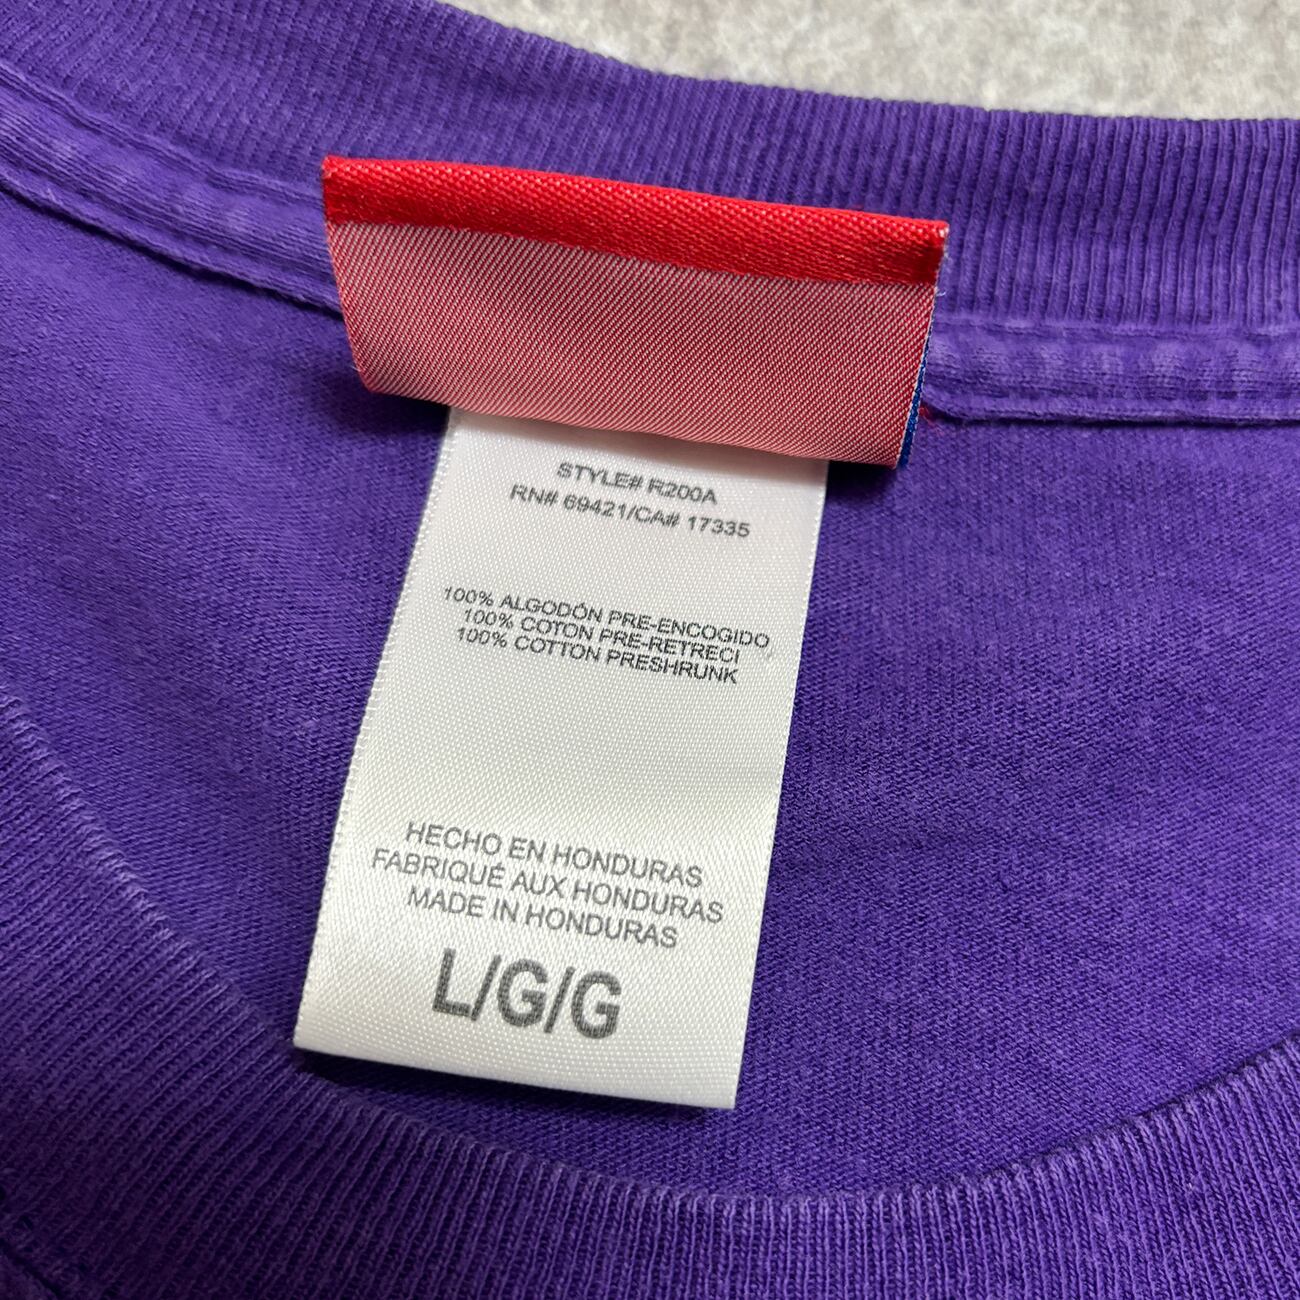 STYLE# R200A
RN# 69421/CA# 17335
100% ALGODÓN PRE-ENCOGIDO
100% COTON PRE-RETRECI
100% COTTON PRESHRUNK
HECHO EN HONDURAS
FABRIQUÉ AUX HONDURAS
MADE IN HONDURAS
L/G/G